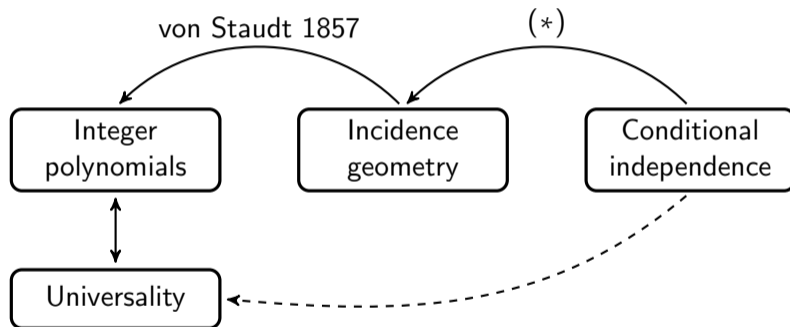 von Staudt 1857
(*)
Integer
polynomials
Incidence
geometry
Conditional
independence
Universality